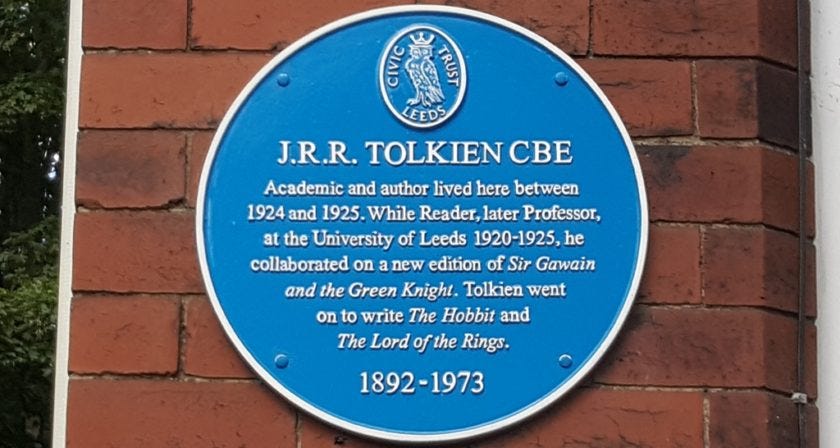 CIVIC TRUST
LEEDS
J.R.R. TOLKIEN CBE
Academic and author lived here between
1924 and 1925. While Reader, later Professor,
at the University of Leeds 1920-1925, he
collaborated on a new edition of Sir Gawain
and the Green Knight. Tolkien went
on to write The Hobbit and
The Lord of the Rings.
1892-1973